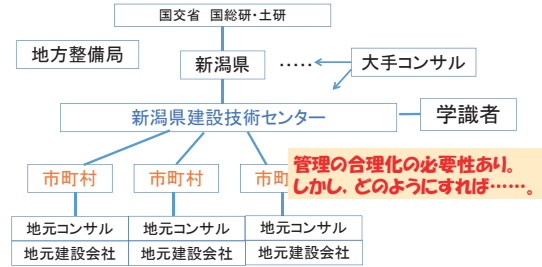 国交省 国総研・土研
地方整備局
新潟県
‥‥‥
大手コンサル
新潟県建設技術センター
学識者
市町村
市町村
市町
管理の合理化の必要性あり。
しかし、どのようにすれば……。
地元コンサル
地元コンサル
地元コンサル
地元建設会社
地元建設会社
地元建設会社